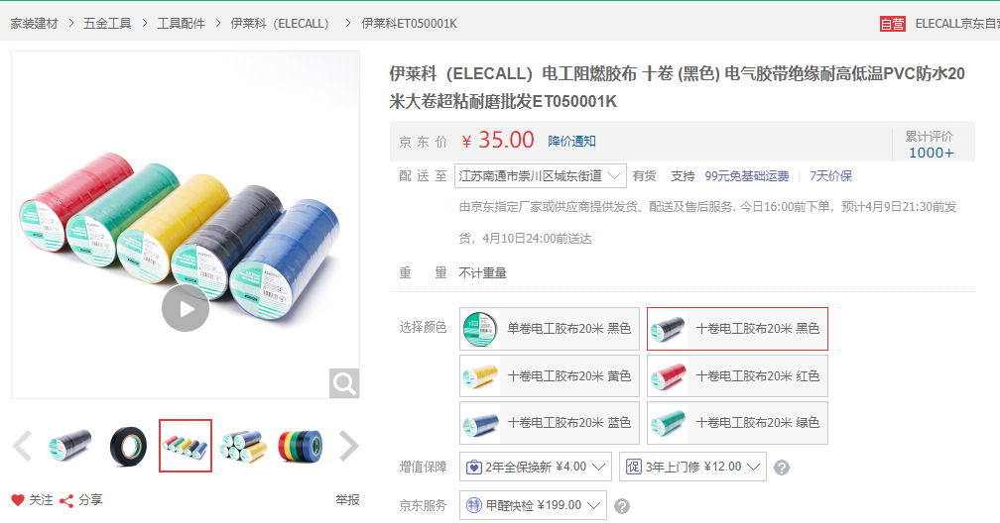 家装建材 > 五金工具 > 工具配件 > 伊莱科（ELECALL） > 伊莱科ET050001K
自营 ELECALL京东自营
伊莱科（ELECALL）电工阻燃胶布 十卷 (黑色) 电气胶带绝缘耐高低温PVC防水20
米大卷超粘耐磨批发ET050001K
京东价 ￥35.00 降价通知
累计评价
1000+
配送至 江苏南通市崇川区城东街道 有货 支持 99元免基础运费 | 7天价保
由京东指定厂家或供应商提供发货、配送及售后服务. 今日16:00前下单，预计4月9日21:30前发
货，4月10日24:00前送达
重量 不计重量
选择颜色 单卷电工胶布20米 黑色 十卷电工胶布20米 黑色
十卷电工胶布20米 黄色 十卷电工胶布20米 红色
十卷电工胶布20米 蓝色 十卷电工胶布20米 绿色
增值保障 2年全保换新 ¥4.00 促 3年上门修 ¥12.00 ?
京东服务 甲醛快检 ¥199.00 ?
关注 分享 举报